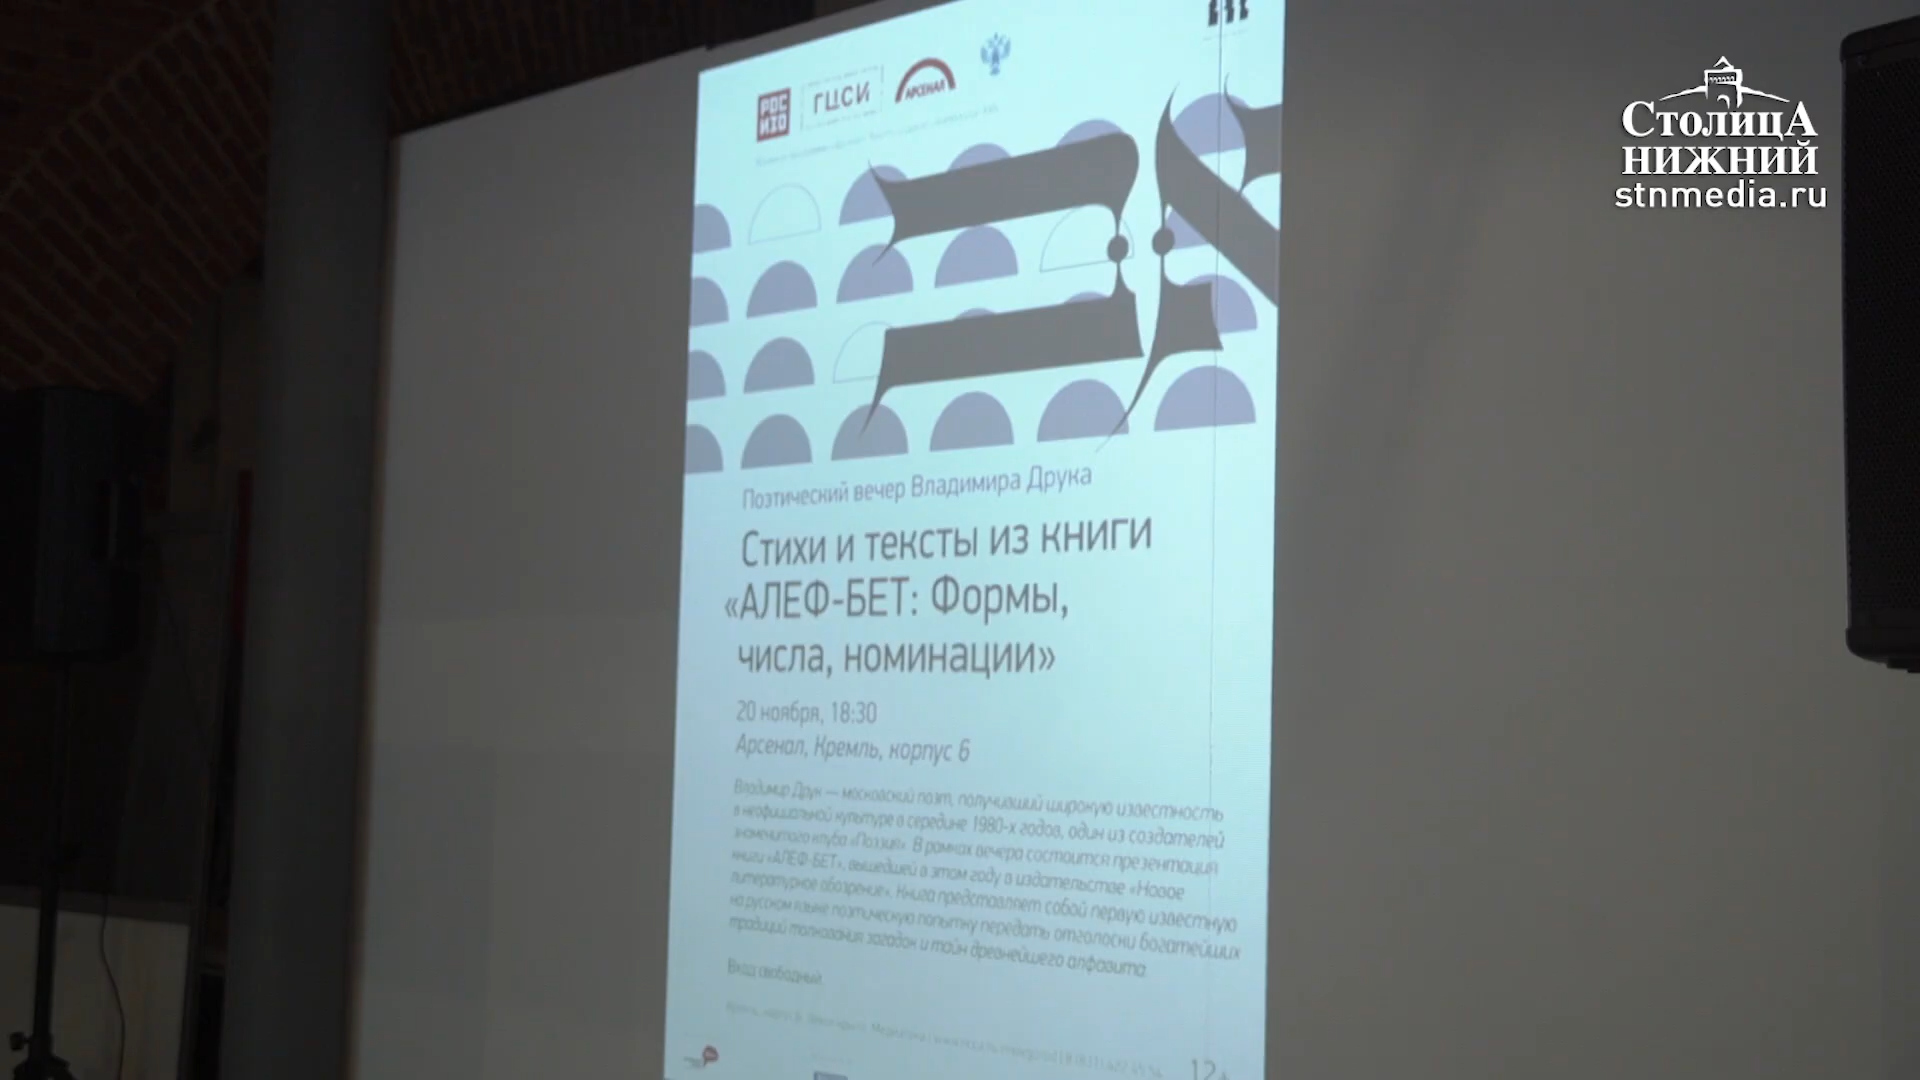 СтолицА
нижний
stnmedia.ru
РОС
ИЗО
ГЦСИ
АРСЕНАЛ
Поэтический вечер Владимира Друка
Стихи и тексты из книги
«АЛЕФ-БЕТ: Формы,
числа, номинации»
20 ноября, 18:30
Арсенал, Кремль, корпус 6
Владимир Друк — московский поэт, получивший широкую известность
в неофициальной культуре в середине 1980-х годов, один из создателей
знаменитого клуба «Поэзия». В рамках вечера состоится презентация
книги «АЛЕФ-БЕТ», вышедшей в этом году в издательстве «Новое
литературное обозрение». Книга представляет собой первую известную
на русском языке поэтическую попытку передать отголоски богатейших
традиций толкования загадок и тайн древнейшего алфавита
Вход свободный.
12+